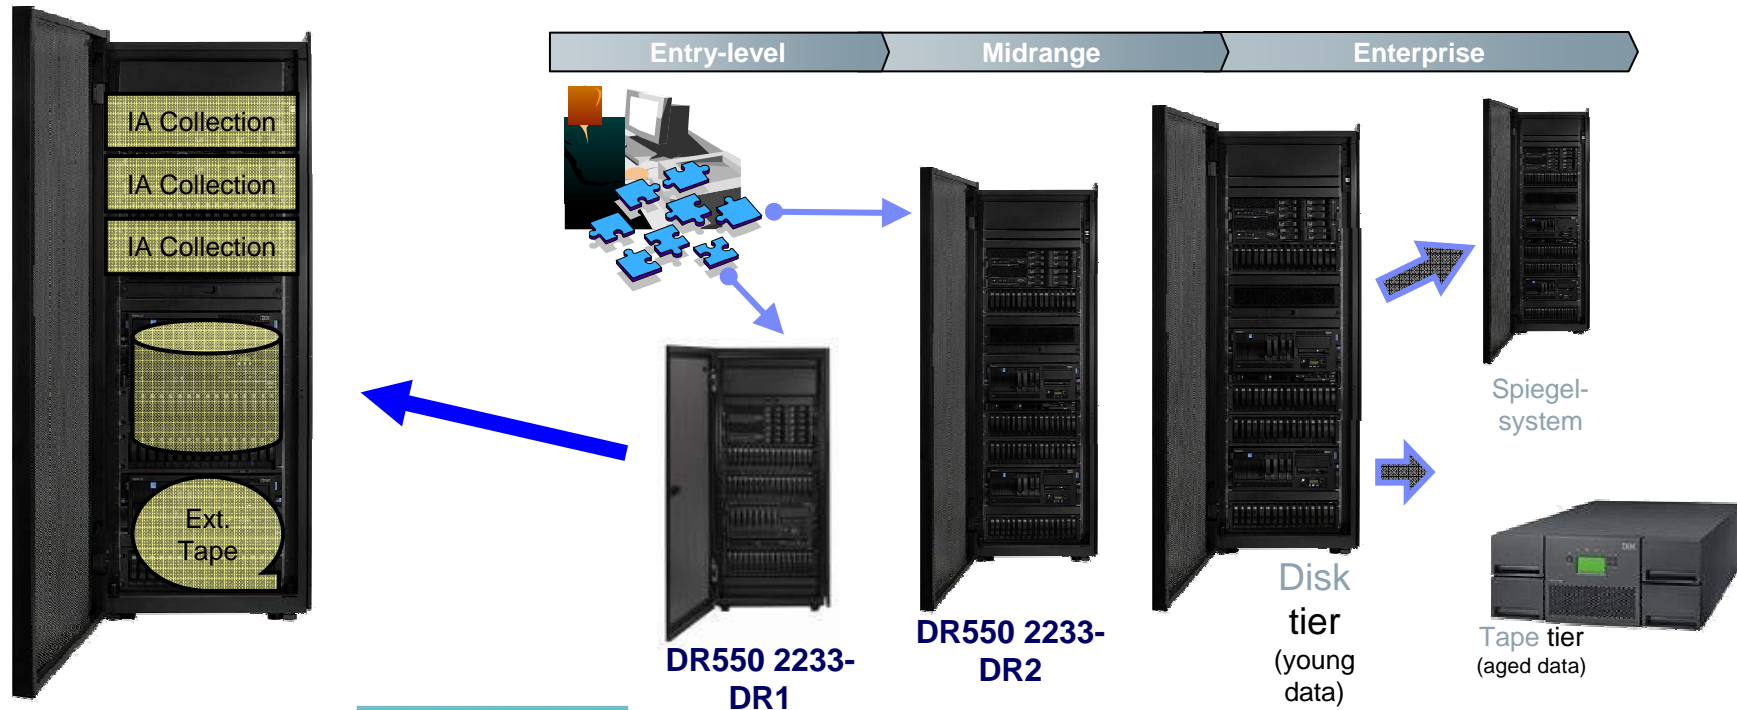 Entry-level
Midrange
Enterprise
IA Collection
IA Collection
IA Collection
Ext.
Tape
DR550 2233-
DR1
DR550 2233-
DR2
Disk
tier
(young
data)
Spiegel-
system
Tape tier
(aged data)